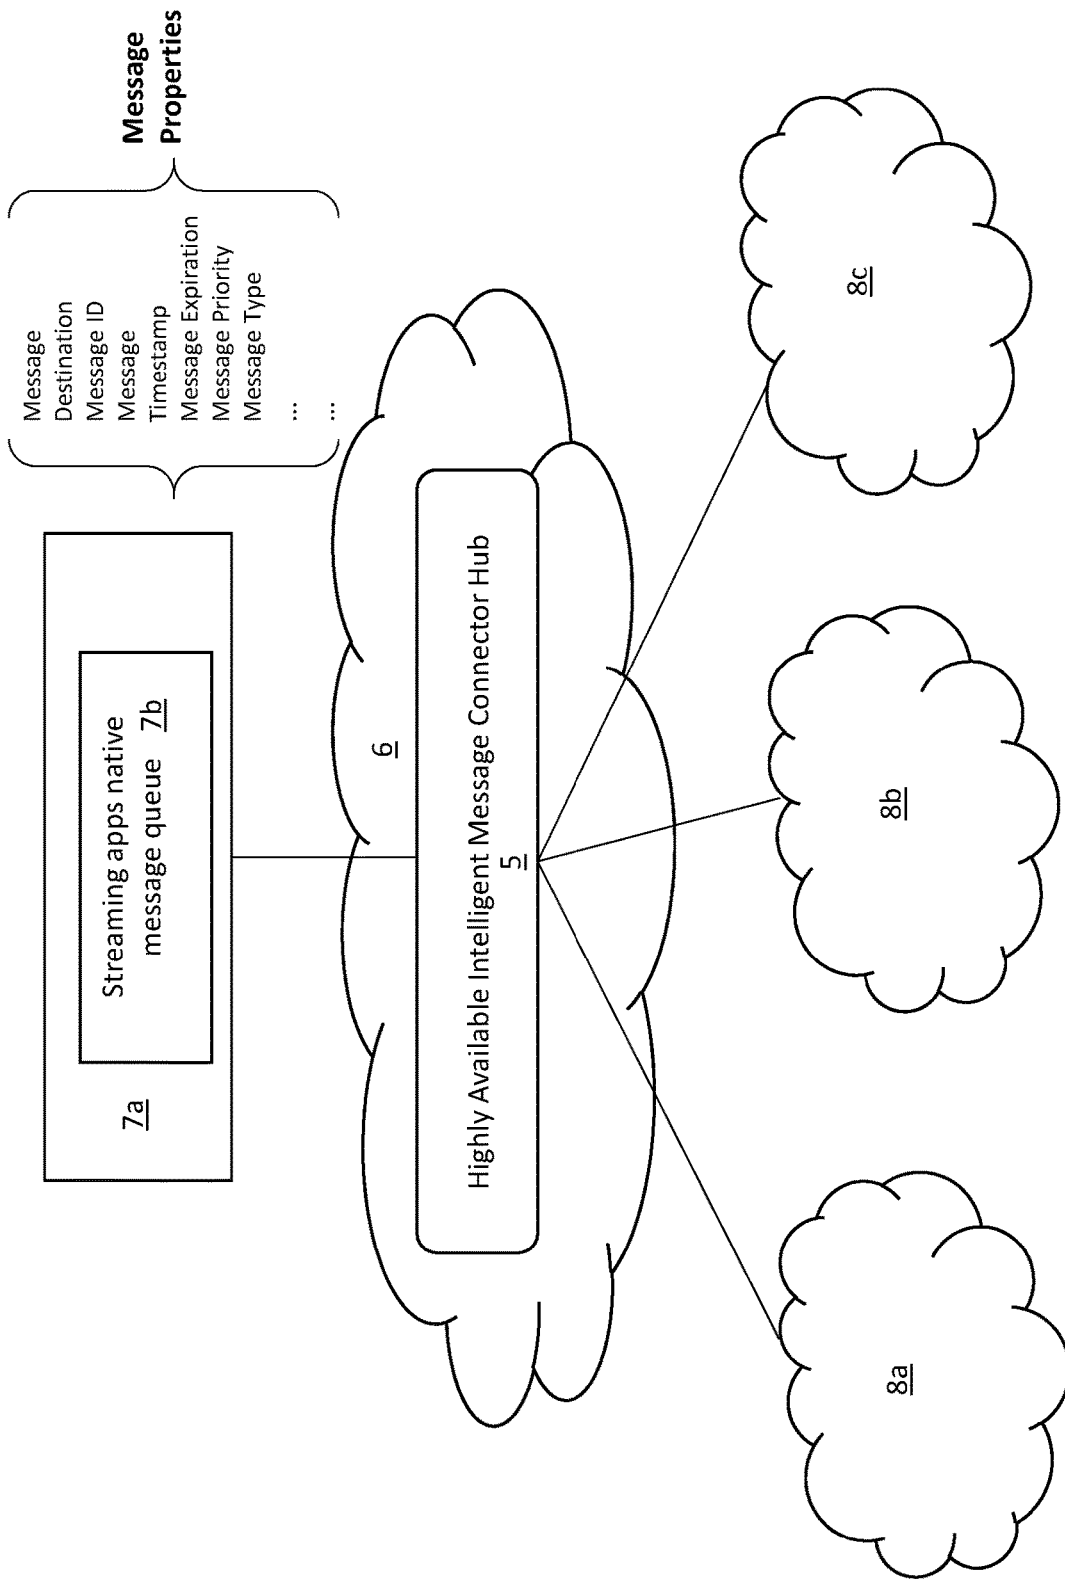 7a
Streaming apps native
message queue 7b
Message
Destination
Message ID
Message
Timestamp
Message Expiration
Message Priority
Message Type
...
...
Message
Properties
6
Highly Available Intelligent Message Connector Hub
5
8a
8b
8c